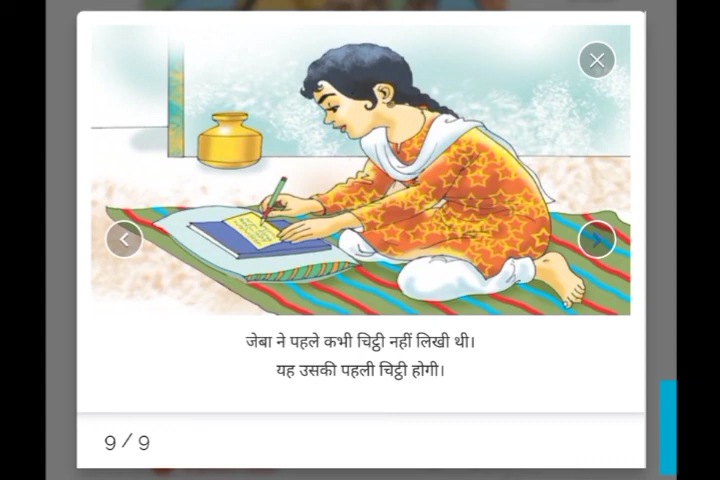 जेबा ने पहले कभी चिट्ठी नहीं लिखी थी।
यह उसकी पहली चिट्ठी होगी।
9 / 9